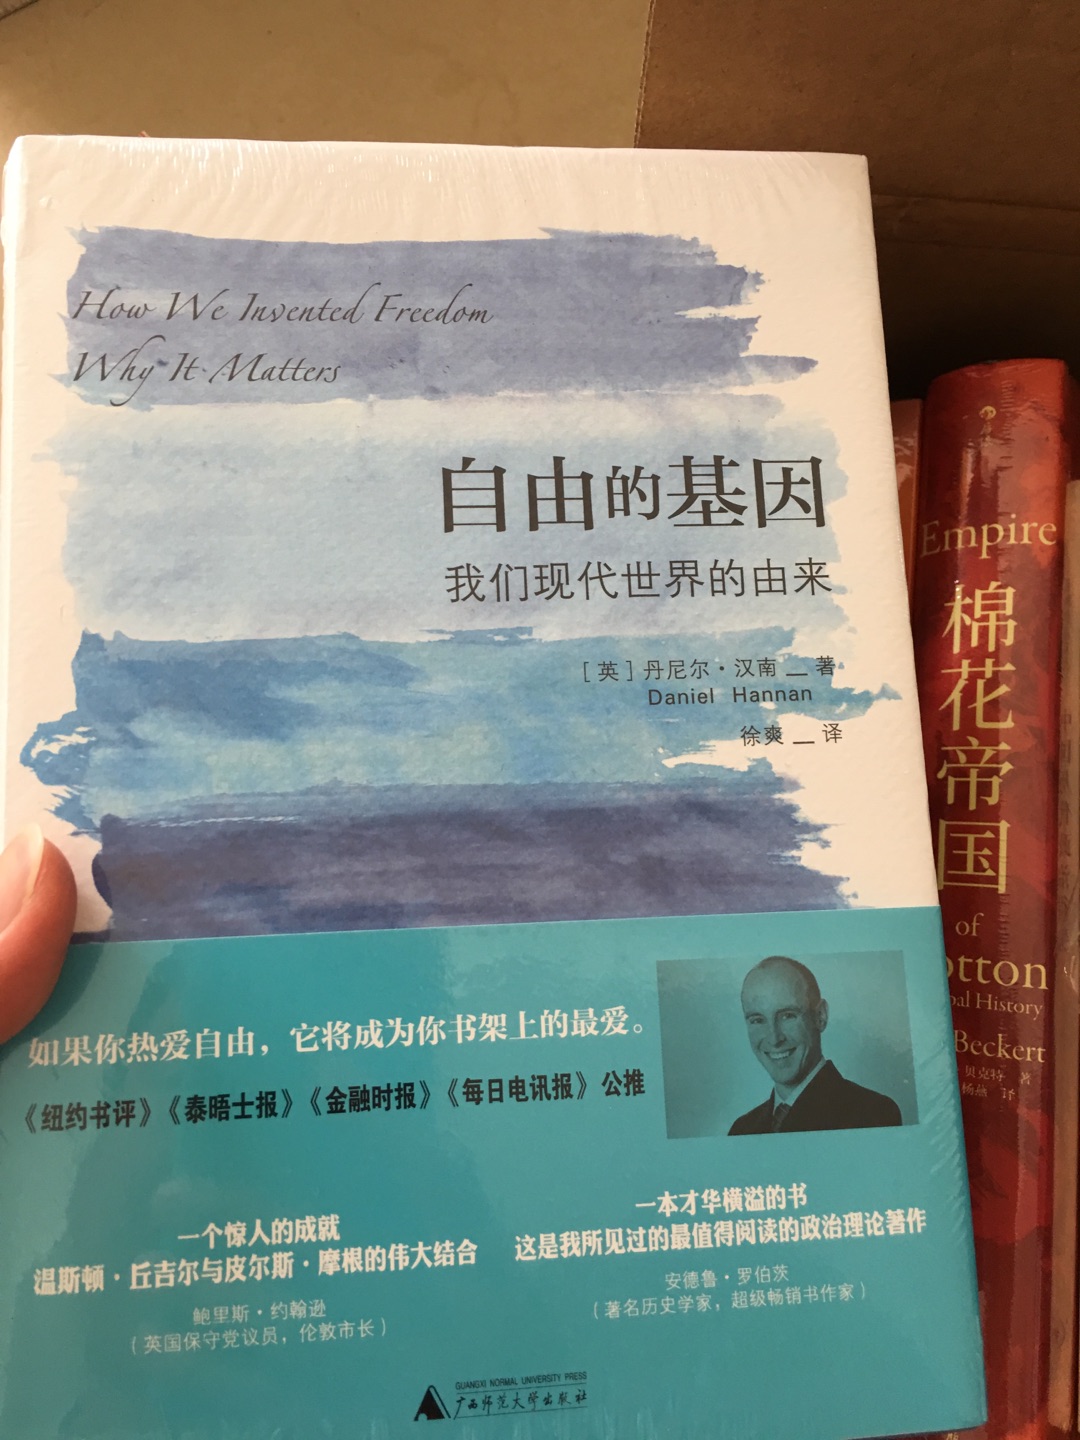 How We Invented Freedom
Why It Matters
自由的基因
我们现代世界的由来
［英］丹尼尔·汉南 — 著
Daniel Hannan
徐爽 — 译
如果你热爱自由，它将成为你书架上的最爱。
《纽约书评》《泰晤士报》《金融时报》《每日电讯报》公推
一个惊人的成就
温斯顿·丘吉尔与皮尔斯·摩根的伟大结合
鲍里斯·约翰逊
（英国保守党议员，伦敦市长）
一本才华横溢的书
这是我所见过的最值得阅读的政治理论著作
安德鲁·罗伯茨
（著名历史学家，超级畅销书作家）
GUANGXI NORMAL UNIVERSITY PRESS
广西师范大学出版社
Empire
棉花帝国
of
History
Beckert
贝克特 著
杨燕 译